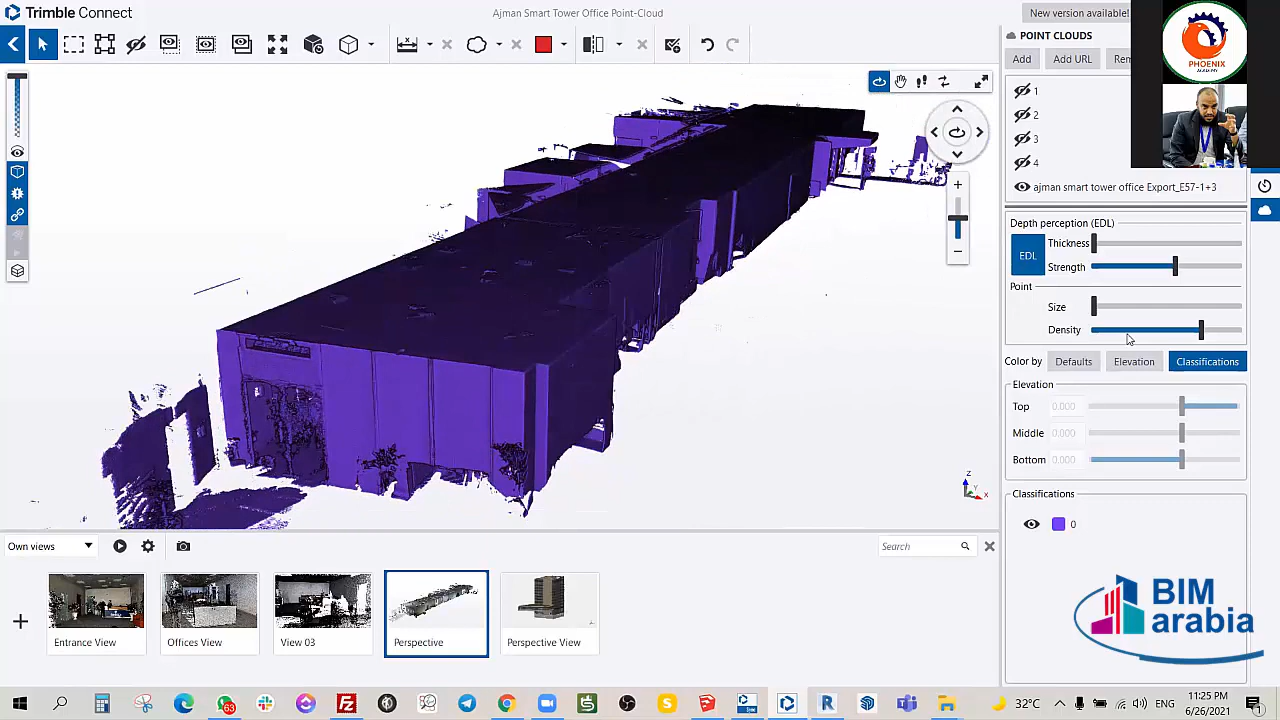 Trimble Connect
Ajman Smart Tower Office Point-Cloud
New version available!
POINT CLOUDS
Add
Add URL
PHOENIX
1
2
3
4
ajman smart tower office Export_E57-1+3
Depth perception (EDL)
EDL
Thickness
Strength
Point
Size
Density
Color by
Defaults
Elevation
Classifications
Elevation
Top
0.000
Middle
0.000
Bottom
0.000
Classifications
0
Z
Y
X
Own views
Search
Entrance View
Offices View
View 03
Perspective
Perspective View
BIM
arabia
63
32°C
ENG
11:25 PM
6/26/2021
1